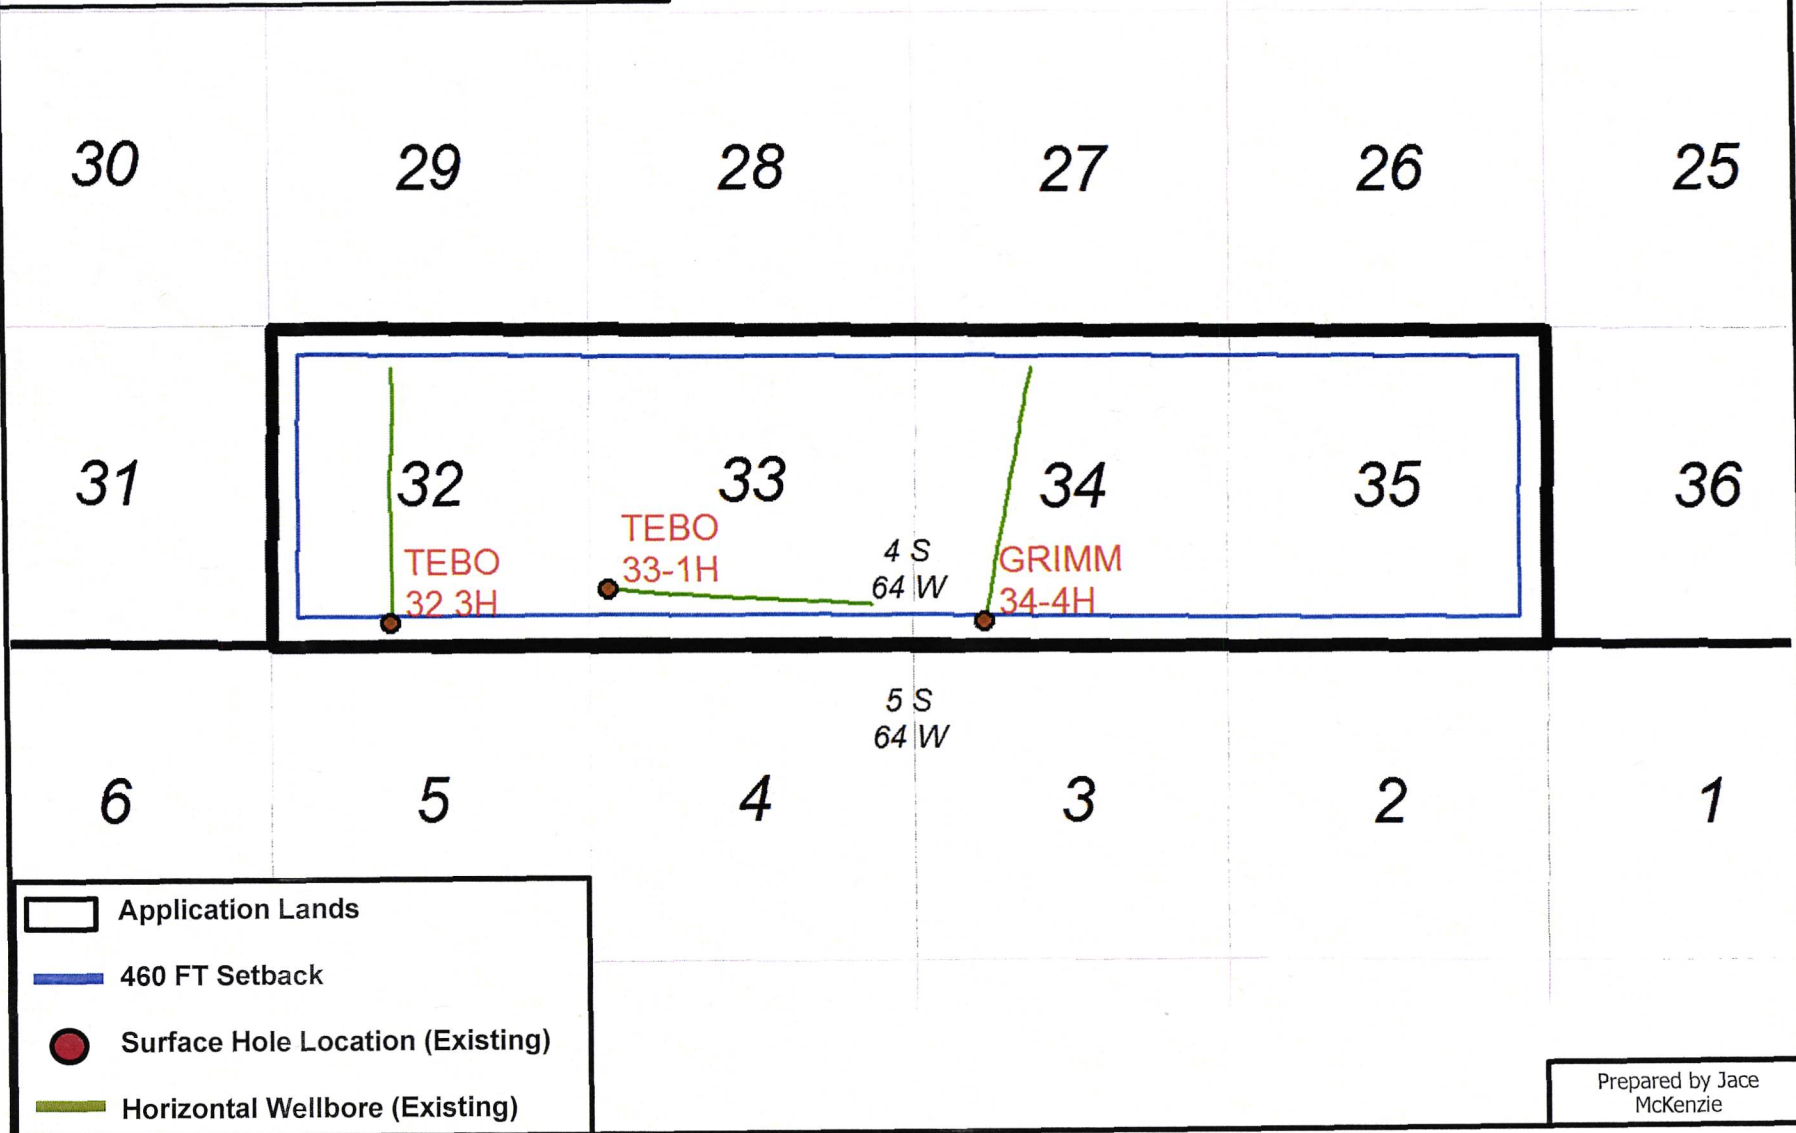 30 29 28 27 26 25
31 32 33 34 35 36
TEBO
32 3H
TEBO
33-1H
4 S
64 W
GRIMM
34-4H
5 S
64 W
6 5 4 3 2 1
Application Lands
460 FT Setback
Surface Hole Location (Existing)
Horizontal Wellbore (Existing)
Prepared by Jace
McKenzie